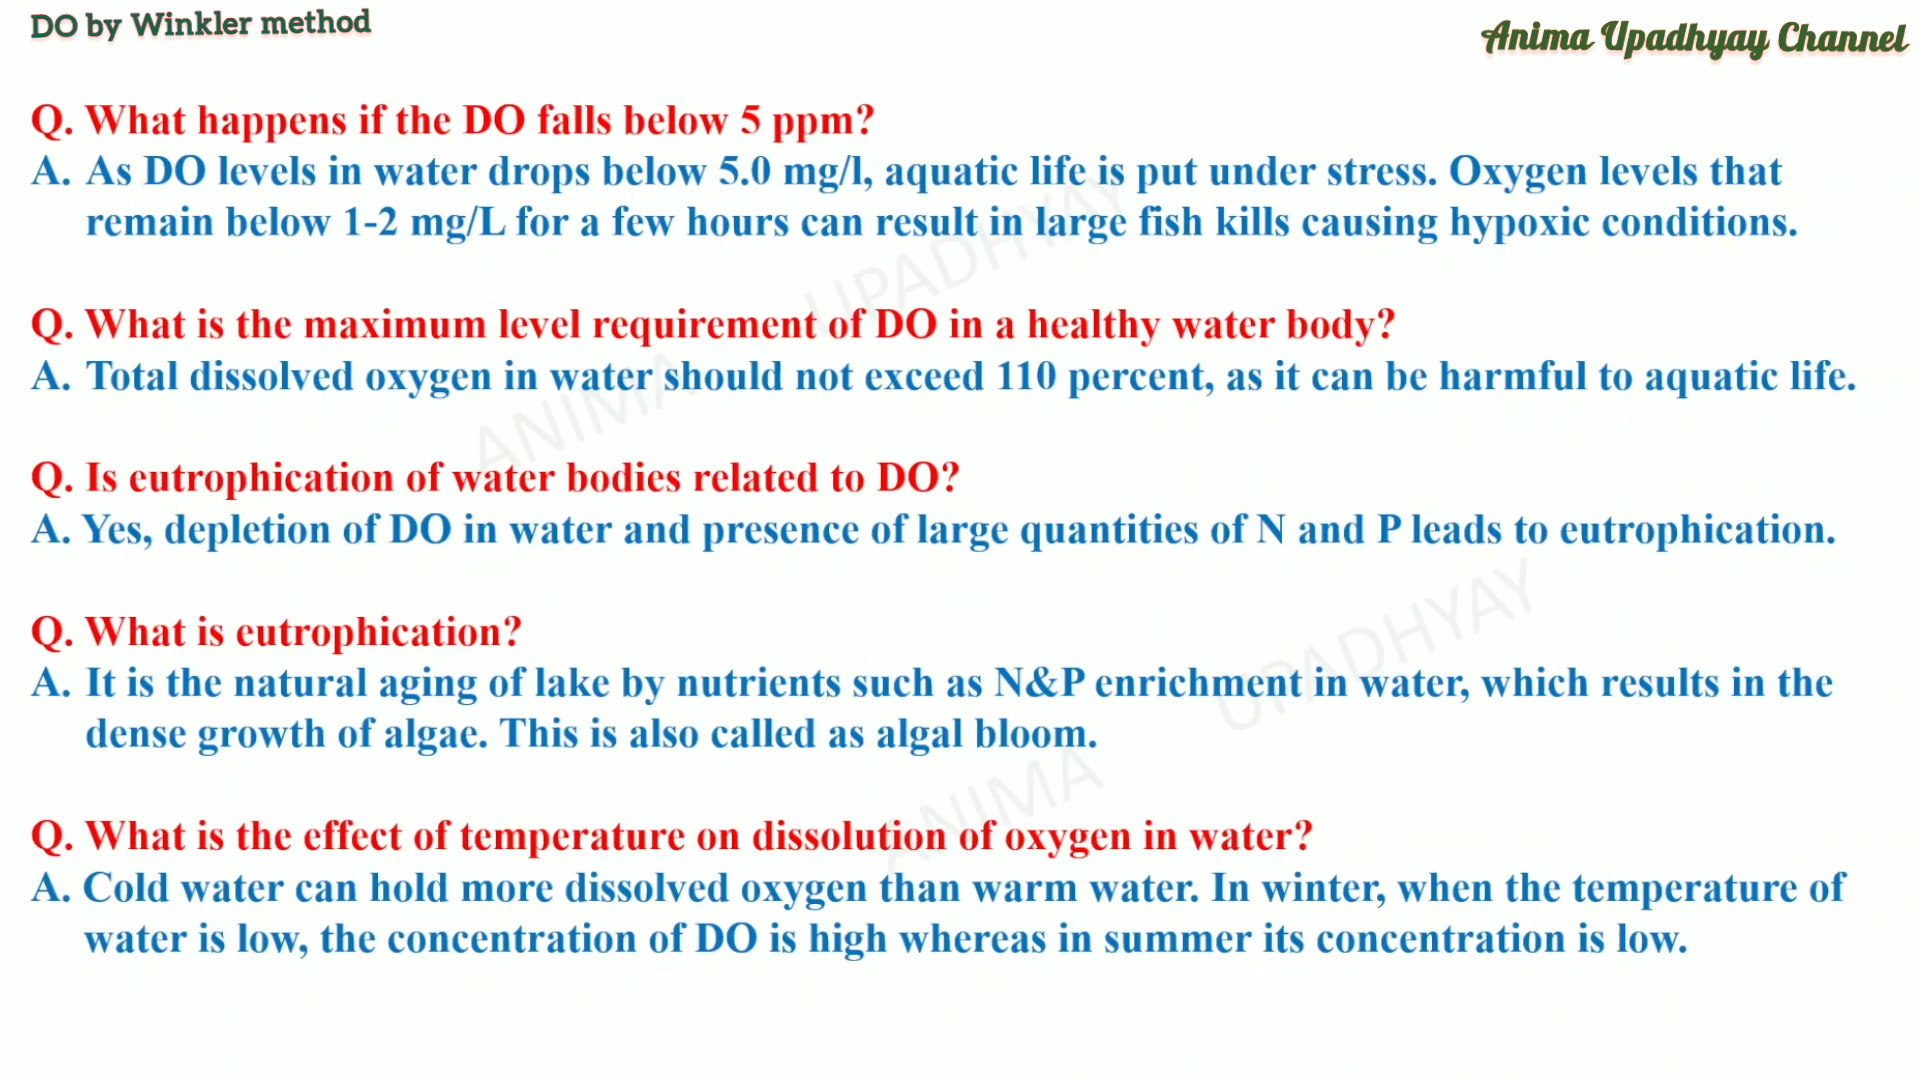 DO by Winkler method
Anima Upadhyay Channel
Q. What happens if the DO falls below 5 ppm?
A. As DO levels in water drops below 5.0 mg/l, aquatic life is put under stress. Oxygen levels that
remain below 1-2 mg/L for a few hours can result in large fish kills causing hypoxic conditions.
Q. What is the maximum level requirement of DO in a healthy water body?
A. Total dissolved oxygen in water should not exceed 110 percent, as it can be harmful to aquatic life.
Q. Is eutrophication of water bodies related to DO?
A. Yes, depletion of DO in water and presence of large quantities of N and P leads to eutrophication.
Q. What is eutrophication?
A. It is the natural aging of lake by nutrients such as N&P enrichment in water, which results in the
dense growth of algae. This is also called as algal bloom.
Q. What is the effect of temperature on dissolution of oxygen in water?
A. Cold water can hold more dissolved oxygen than warm water. In winter, when the temperature of
water is low, the concentration of DO is high whereas in summer its concentration is low.
ANIMA UPADHYAY
ANIMA UPADHYAY